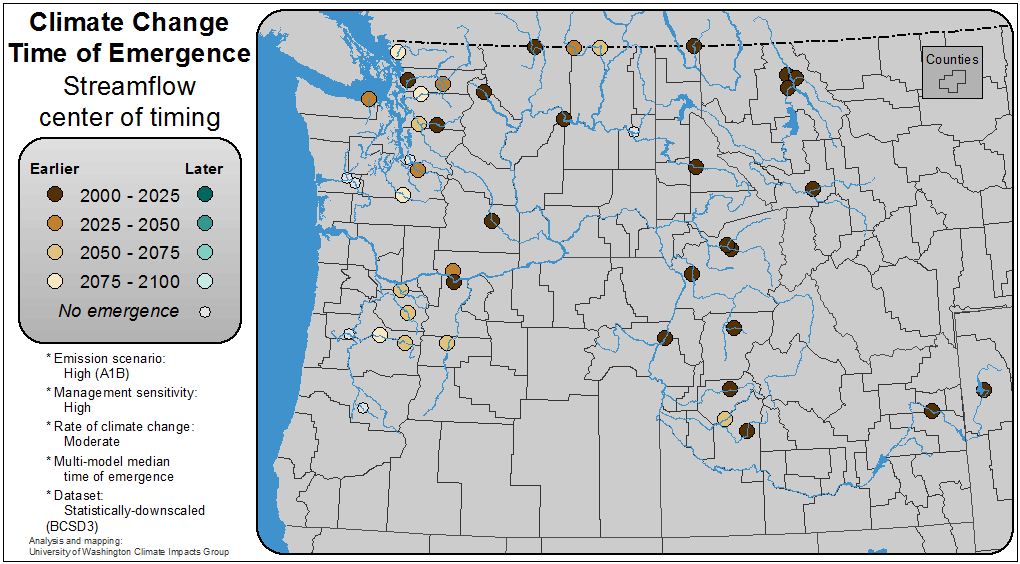 Climate Change
Time of Emergence
Streamflow
center of timing
Earlier Later
2000 - 2025
2025 - 2050
2050 - 2075
2075 - 2100
No emergence
* Emission scenario:
High (A1B)
* Management sensitivity:
High
* Rate of climate change:
Moderate
* Multi-model median
time of emergence
* Dataset:
Statistically-downscaled
(BCSD3)
Analysis and mapping:
University of Washington Climate Impacts Group
Counties